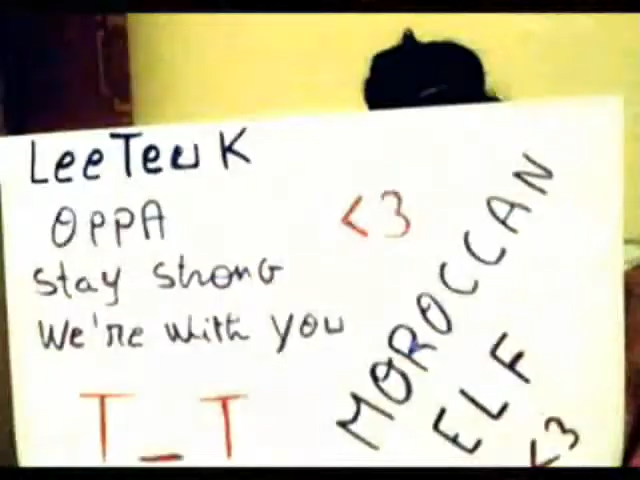 LeeTeuK
OPPA
Stay strong
We're with you
T_T
<3
MOROCCAN
ELF
<3